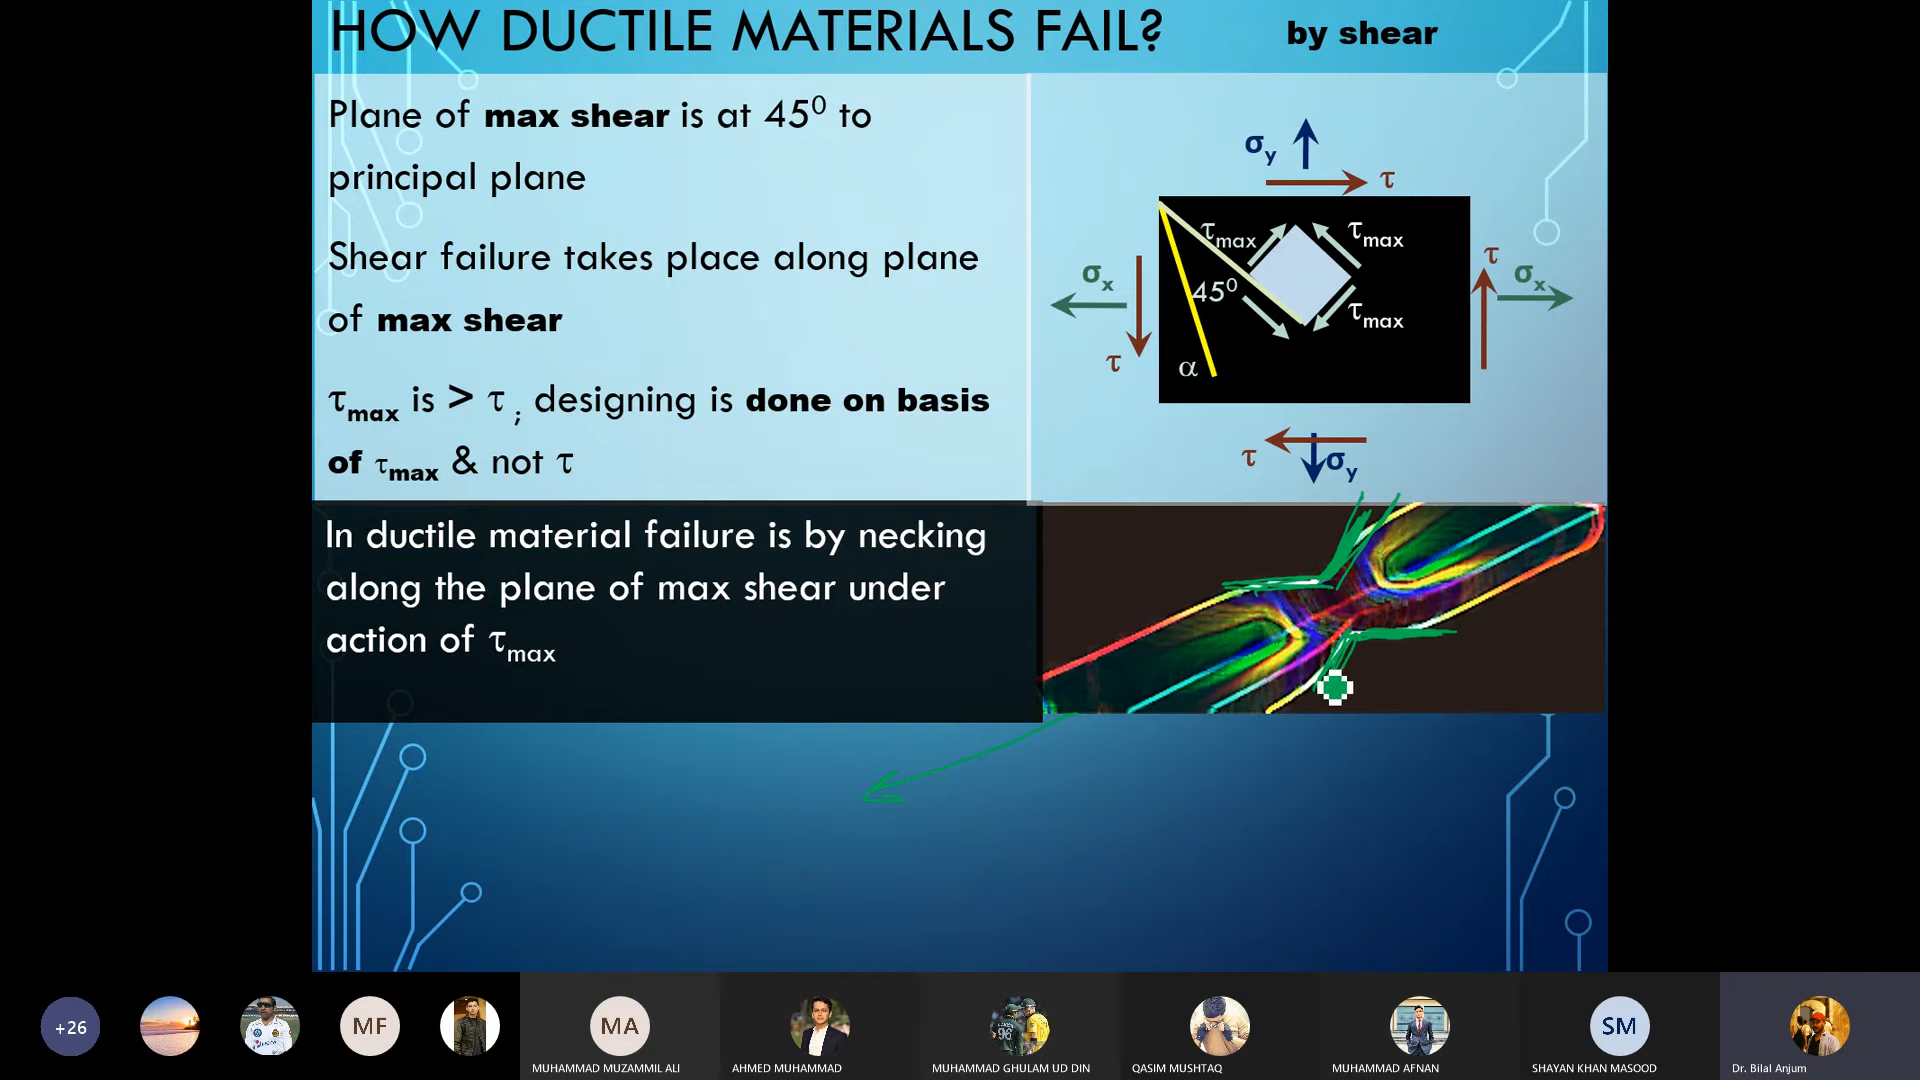 HOW DUCTILE MATERIALS FAIL?
by shear
Plane of max shear is at 45⁰ to
principal plane
Shear failure takes place along plane
of max shear
τmax is > τ ; designing is done on basis
of τmax & not τ
σy
τ
τmax
τmax
τ
σx
σx
45⁰
τmax
τ
α
τ
σy
In ductile material failure is by necking
along the plane of max shear under
action of τmax
+26
MF
MA
SM
MUHAMMAD MUZAMMIL ALI
AHMED MUHAMMAD
MUHAMMAD GHULAM UD DIN
QASIM MUSHTAQ
MUHAMMAD AFNAN
SHAYAN KHAN MASOOD
Dr. Bilal Anjum